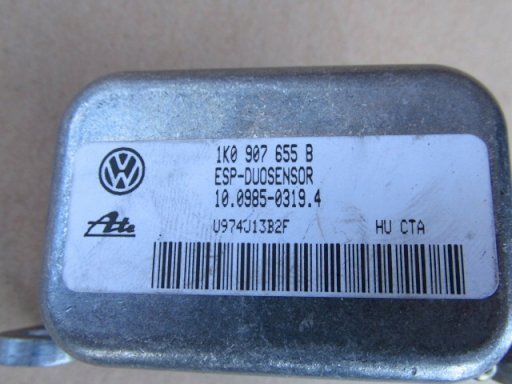 1K0 907 655 B
ESP-DUOSENSOR
10.0985-0319.4
Ate
U974J13B2F HU CTA